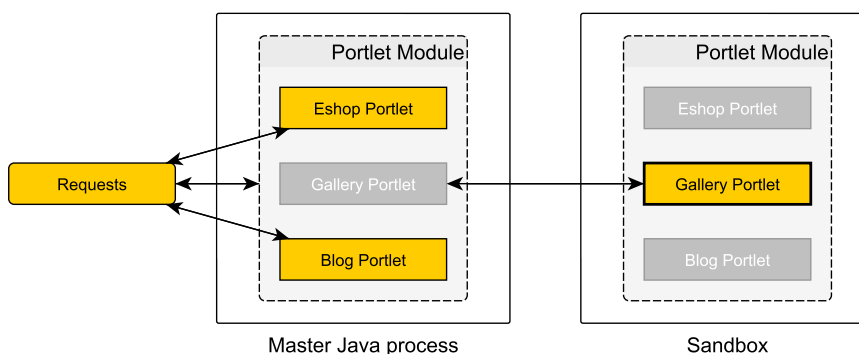 Portlet Module
Portlet Module
Eshop Portlet
Eshop Portlet
Requests
Gallery Portlet
Gallery Portlet
Blog Portlet
Blog Portlet
Master Java process
Sandbox